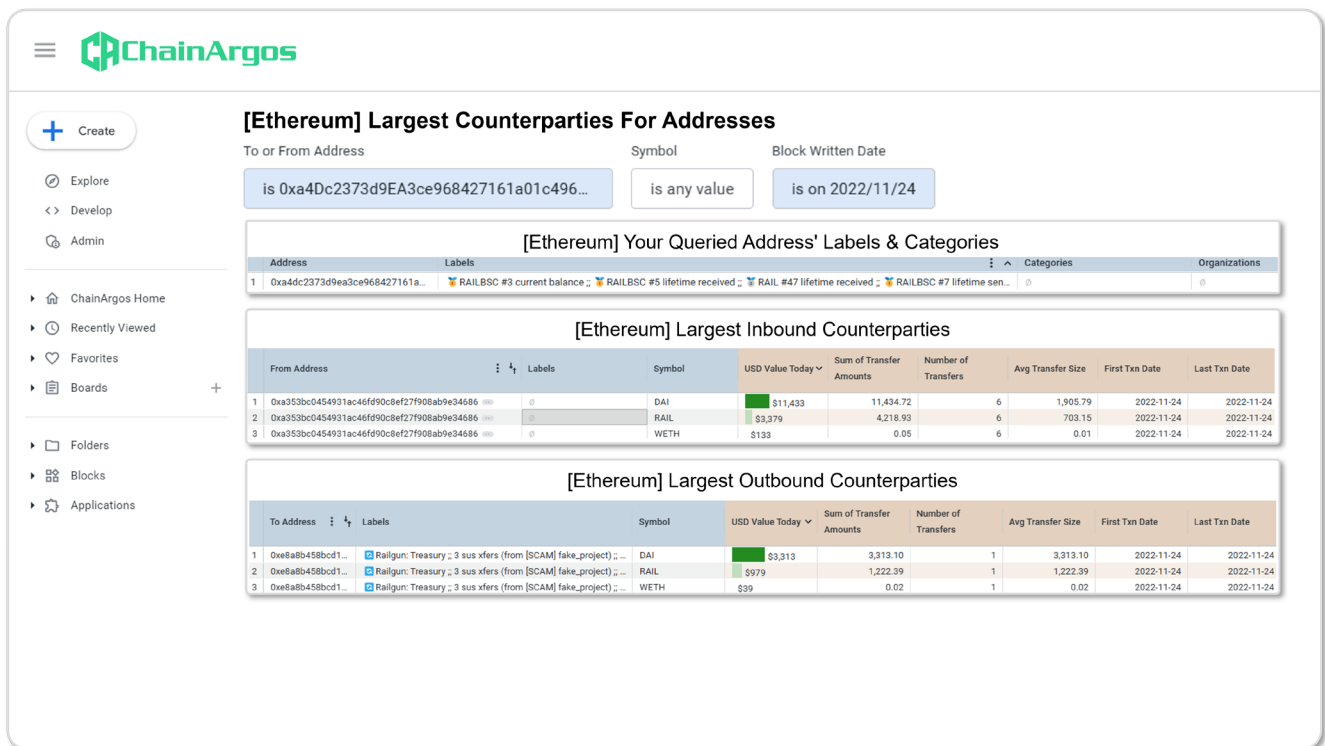 ChainArgos
Create
Explore
Develop
Admin
ChainArgos Home
Recently Viewed
Favorites
Boards
Folders
Blocks
Applications
[Ethereum] Largest Counterparties For Addresses
To or From Address Symbol Block Written Date
is 0xa4Dc2373d9EA3ce968427161a01c496... is any value is on 2022/11/24
[Ethereum] Your Queried Address' Labels & Categories
Address Labels Categories Organizations
1 0xa4dc2373d9ea3ce968427161a... RAILBSC #3 current balance ;; RAILBSC #5 lifetime received ;; RAIL #47 lifetime received ;; RAILBSC #7 lifetime sen... ∅ ∅
[Ethereum] Largest Inbound Counterparties
From Address Labels Symbol USD Value Today Sum of Transfer Amounts Number of Transfers Avg Transfer Size First Txn Date Last Txn Date
1 0xa353bc0454931ac46fd90c8ef27f908ab9e34686 ∅ DAI $11,433 11,434.72 6 1,905.79 2022-11-24 2022-11-24
2 0xa353bc0454931ac46fd90c8ef27f908ab9e34686 ∅ RAIL $3,379 4,218.93 6 703.15 2022-11-24 2022-11-24
3 0xa353bc0454931ac46fd90c8ef27f908ab9e34686 ∅ WETH $133 0.05 6 0.01 2022-11-24 2022-11-24
[Ethereum] Largest Outbound Counterparties
To Address Labels Symbol USD Value Today Sum of Transfer Amounts Number of Transfers Avg Transfer Size First Txn Date Last Txn Date
1 0xe8a8b458bcd1... Railgun: Treasury ;; 3 sus xfers (from [SCAM] fake_project) ;; ... DAI $3,313 3,313.10 1 3,313.10 2022-11-24 2022-11-24
2 0xe8a8b458bcd1... Railgun: Treasury ;; 3 sus xfers (from [SCAM] fake_project) ;; ... RAIL $979 1,222.39 1 1,222.39 2022-11-24 2022-11-24
3 0xe8a8b458bcd1... Railgun: Treasury ;; 3 sus xfers (from [SCAM] fake_project) ;; ... WETH $39 0.02 1 0.02 2022-11-24 2022-11-24